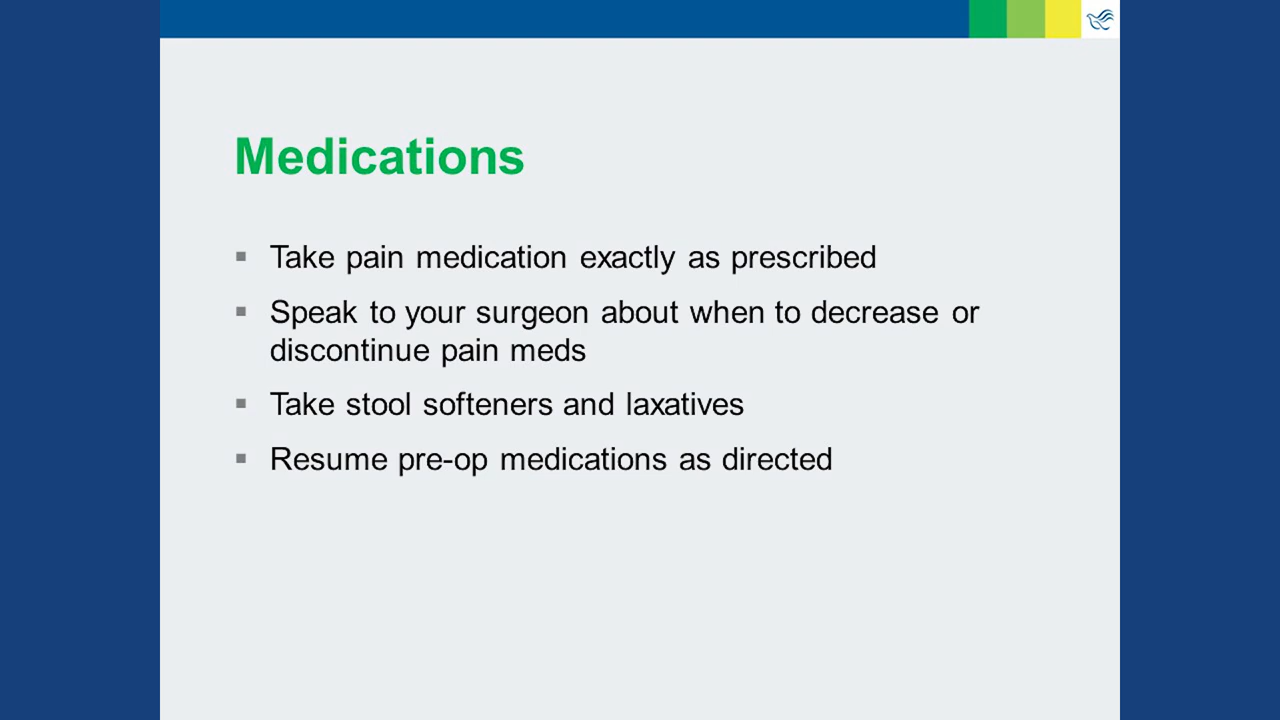 Medications
▪ Take pain medication exactly as prescribed
▪ Speak to your surgeon about when to decrease or
discontinue pain meds
▪ Take stool softeners and laxatives
▪ Resume pre-op medications as directed